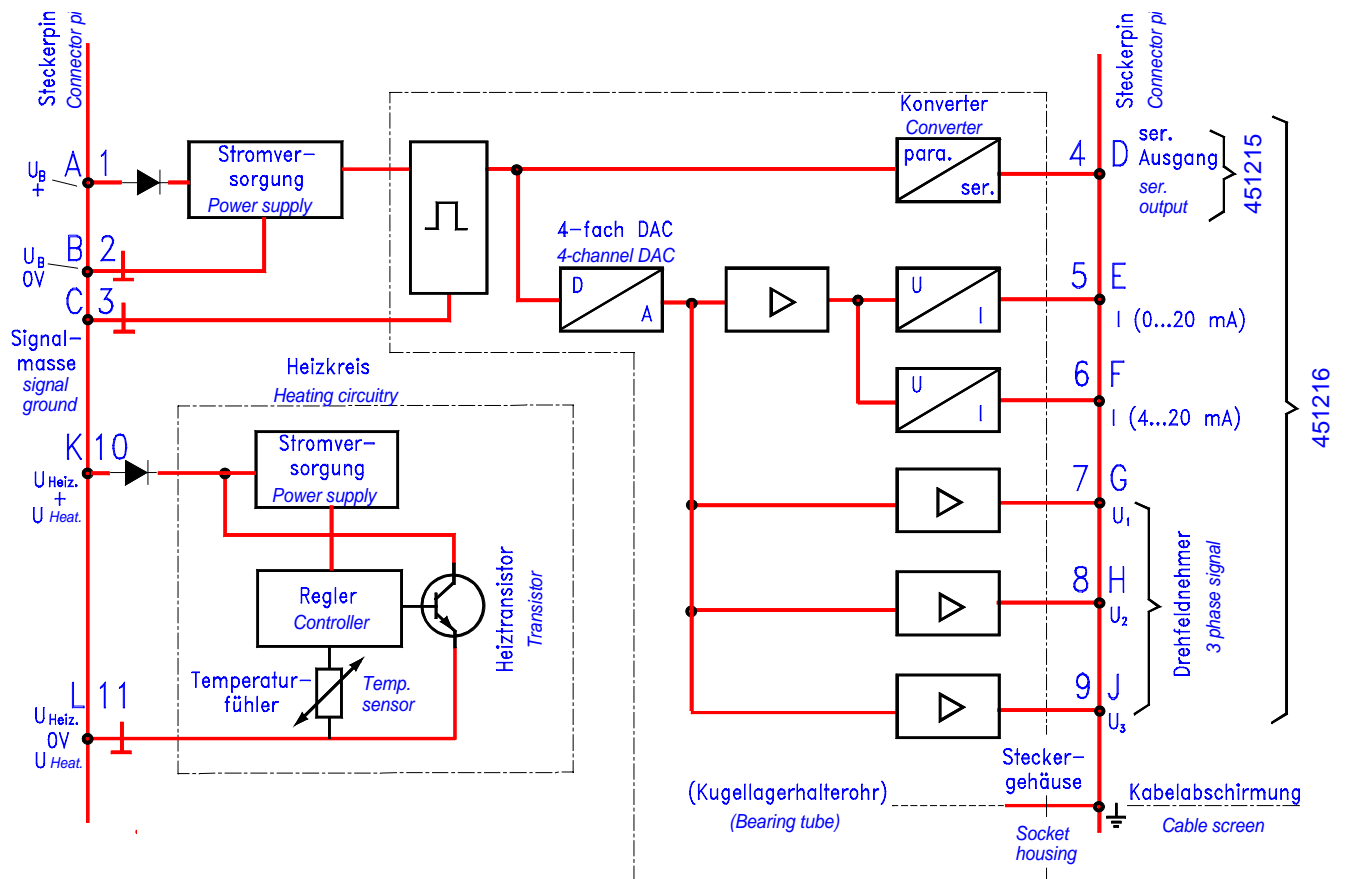 Steckerpin
Connector pi
A 1
U_B
+
B 2
U_B
0V
C 3
Signal-
masse
signal
ground
Stromver-
sorgung
Power supply
Konverter
Converter
para.
ser.
4 D
ser.
Ausgang
ser.
output
451215
Steckerpin
Connector pi
4-fach DAC
4-channel DAC
D
A
U
I
5 E
I (0...20 mA)
U
I
6 F
I (4...20 mA)
451216
Heizkreis
Heating circuitry
K 10
U Heiz.
+
U Heat.
Stromver-
sorgung
Power supply
Regler
Controller
Heiztransistor
Transistor
Temperatur-
fühler
Temp.
sensor
L 11
U Heiz.
0V
U Heat.
7 G
U₁
8 H
U₂
9 J
U₃
Drehfeldnehmer
3 phase signal
Stecker-
gehäuse
(Kugellagerhalterohr)
(Bearing tube)
Socket
housing
Kabelabschirmung
Cable screen